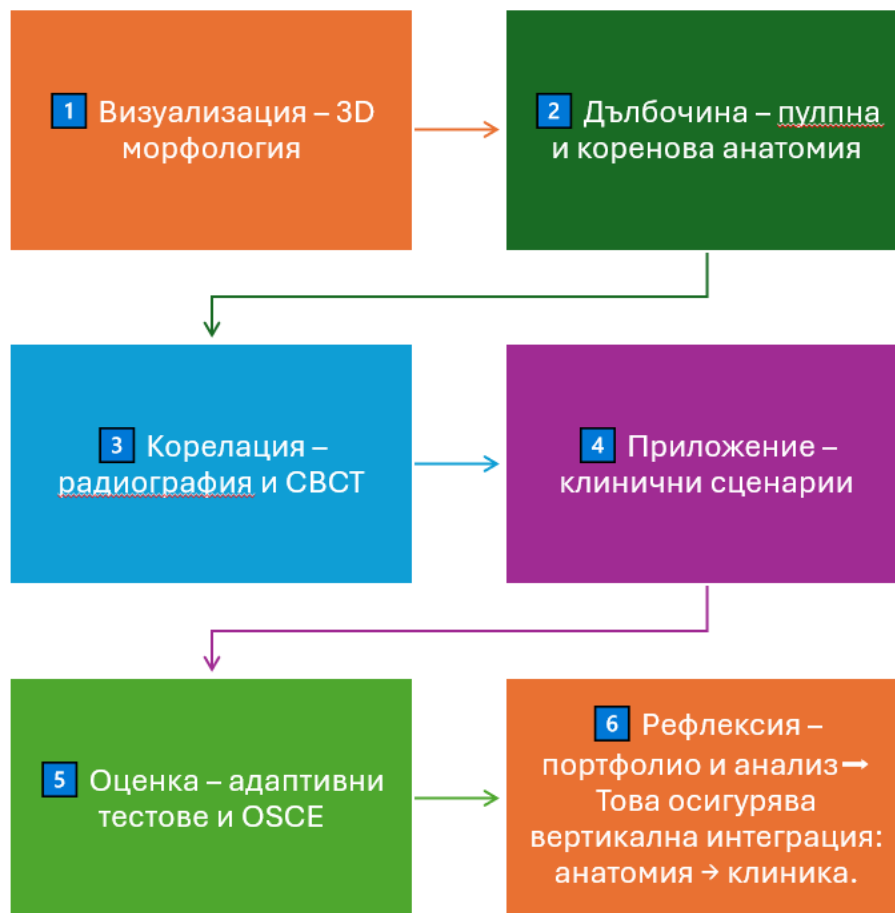 1 Визуализация – 3D
морфология
2 Дълбочина – пулпна
и коренова анатомия
3 Корелация –
радиография и CBCT
4 Приложение –
клинични сценарии
5 Оценка – адаптивни
тестове и OSCE
6 Рефлексия –
портфолио и анализ ➞
Това осигурява
вертикална интеграция:
анатомия → клиника.